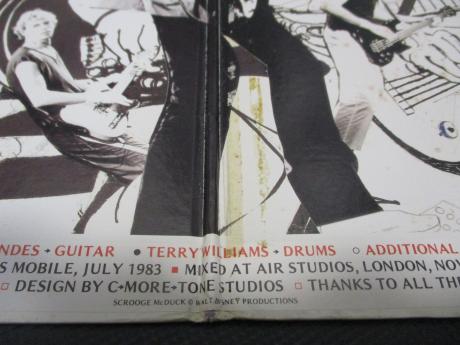 NDES → GUITAR ● TERRY WILLIAMS → DRUMS ○ ADDITIONAL
S MOBILE, JULY 1983 ■ MIXED AT AIR STUDIOS, LONDON, NOV
□ DESIGN BY C→MORE→TONE STUDIOS □ THANKS TO ALL THE
SCROOGE McDUCK © WALT DISNEY PRODUCTIONS